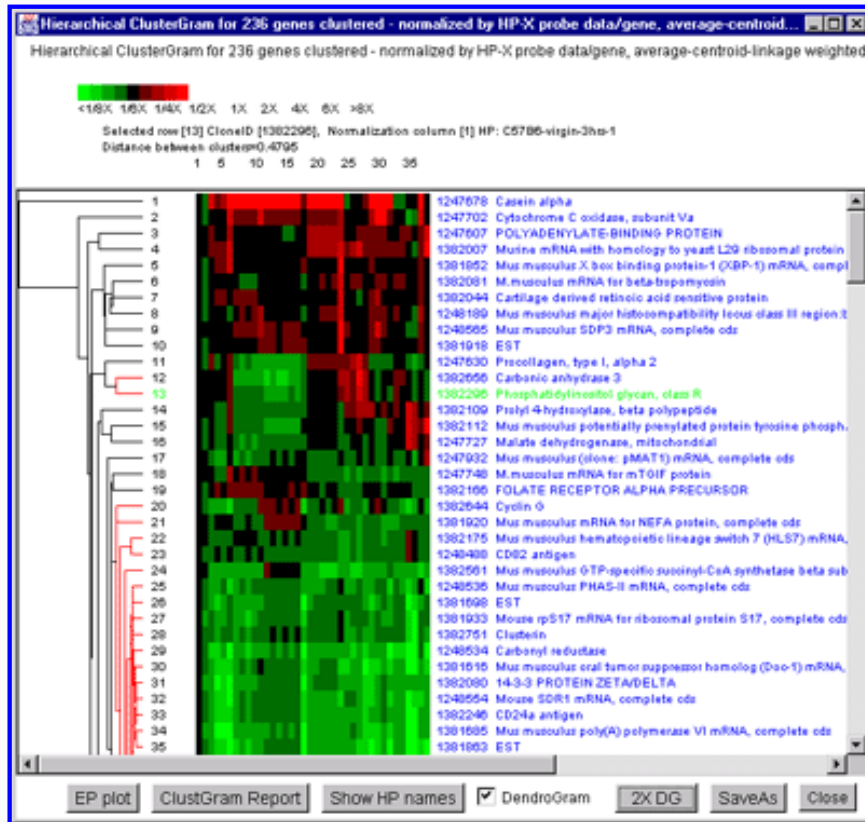 Hierarchical ClusterGram for 236 genes clustered - normalized by HP-X probe data/gene, average-centroid...
Hierarchical ClusterGram for 236 genes clustered - normalized by HP-X probe data/gene, average-centroid-linkage weighted
<1/8X 1/6X 1/4X 1/2X 1X 2X 4X 6X >8X
Selected row [13] CloneID [1382296], Normalization column [1] HP: C57B6-virgin-3hrs-1
Distance between clusters=0.4795
1 5 10 15 20 25 30 35
1 1247678 Casein alpha
2 1247702 Cytochrome C oxidase, subunit Va
3 1247607 POLYADENYLATE-BINDING PROTEIN
4 1382007 Murine mRNA with homology to yeast L29 ribosomal protein
5 1381852 Mus musculus X box binding protein-1 (XBP-1) mRNA, compl
6 1382081 M.musculus mRNA for beta-tropomyosin
7 1382044 Cartilage derived retinoic acid sensitive protein
8 1248189 Mus musculus major histocompatibility locus class III region:b
9 1248565 Mus musculus SDP3 mRNA, complete cds
10 1381918 EST
11 1247630 Procollagen, type I, alpha 2
12 1382656 Carbonic anhydrase 3
13 1382296 Phosphatidylinositol glycan, class R
14 1382109 Prolyl 4-hydroxylase, beta polypeptide
15 1382112 Mus musculus potentially prenylated protein tyrosine phosph.
16 1247727 Malate dehydrogenase, mitochondrial
17 1247932 Mus musculus (clone: pMAT1) mRNA, complete cds
18 1247748 M.musculus mRNA for mTGIF protein
19 1382166 FOLATE RECEPTOR ALPHA PRECURSOR
20 1382644 Cyclin G
21 1381920 Mus musculus mRNA for NEFA protein, complete cds
22 1382175 Mus musculus hematopoietic lineage switch 7 (HLS7) mRNA,
23 1248488 CD82 antigen
24 1382561 Mus musculus GTP-specific succinyl-CoA synthetase beta sub
25 1248536 Mus musculus PHAS-II mRNA, complete cds
26 1381698 EST
27 1381933 Mouse rpS17 mRNA for ribosomal protein S17, complete cds
28 1382751 Clusterin
29 1248534 Carbonyl reductase
30 1381616 Mus musculus oral tumor suppressor homolog (Doc-1) mRNA,
31 1382080 14-3-3 PROTEIN ZETA/DELTA
32 1248554 Mouse SDR1 mRNA, complete cds
33 1382246 CD24a antigen
34 1381685 Mus musculus poly(A) polymerase VI mRNA, complete cds
35 1381863 EST
EP plot ClustGram Report Show HP names DendroGram 2X DG SaveAs Close